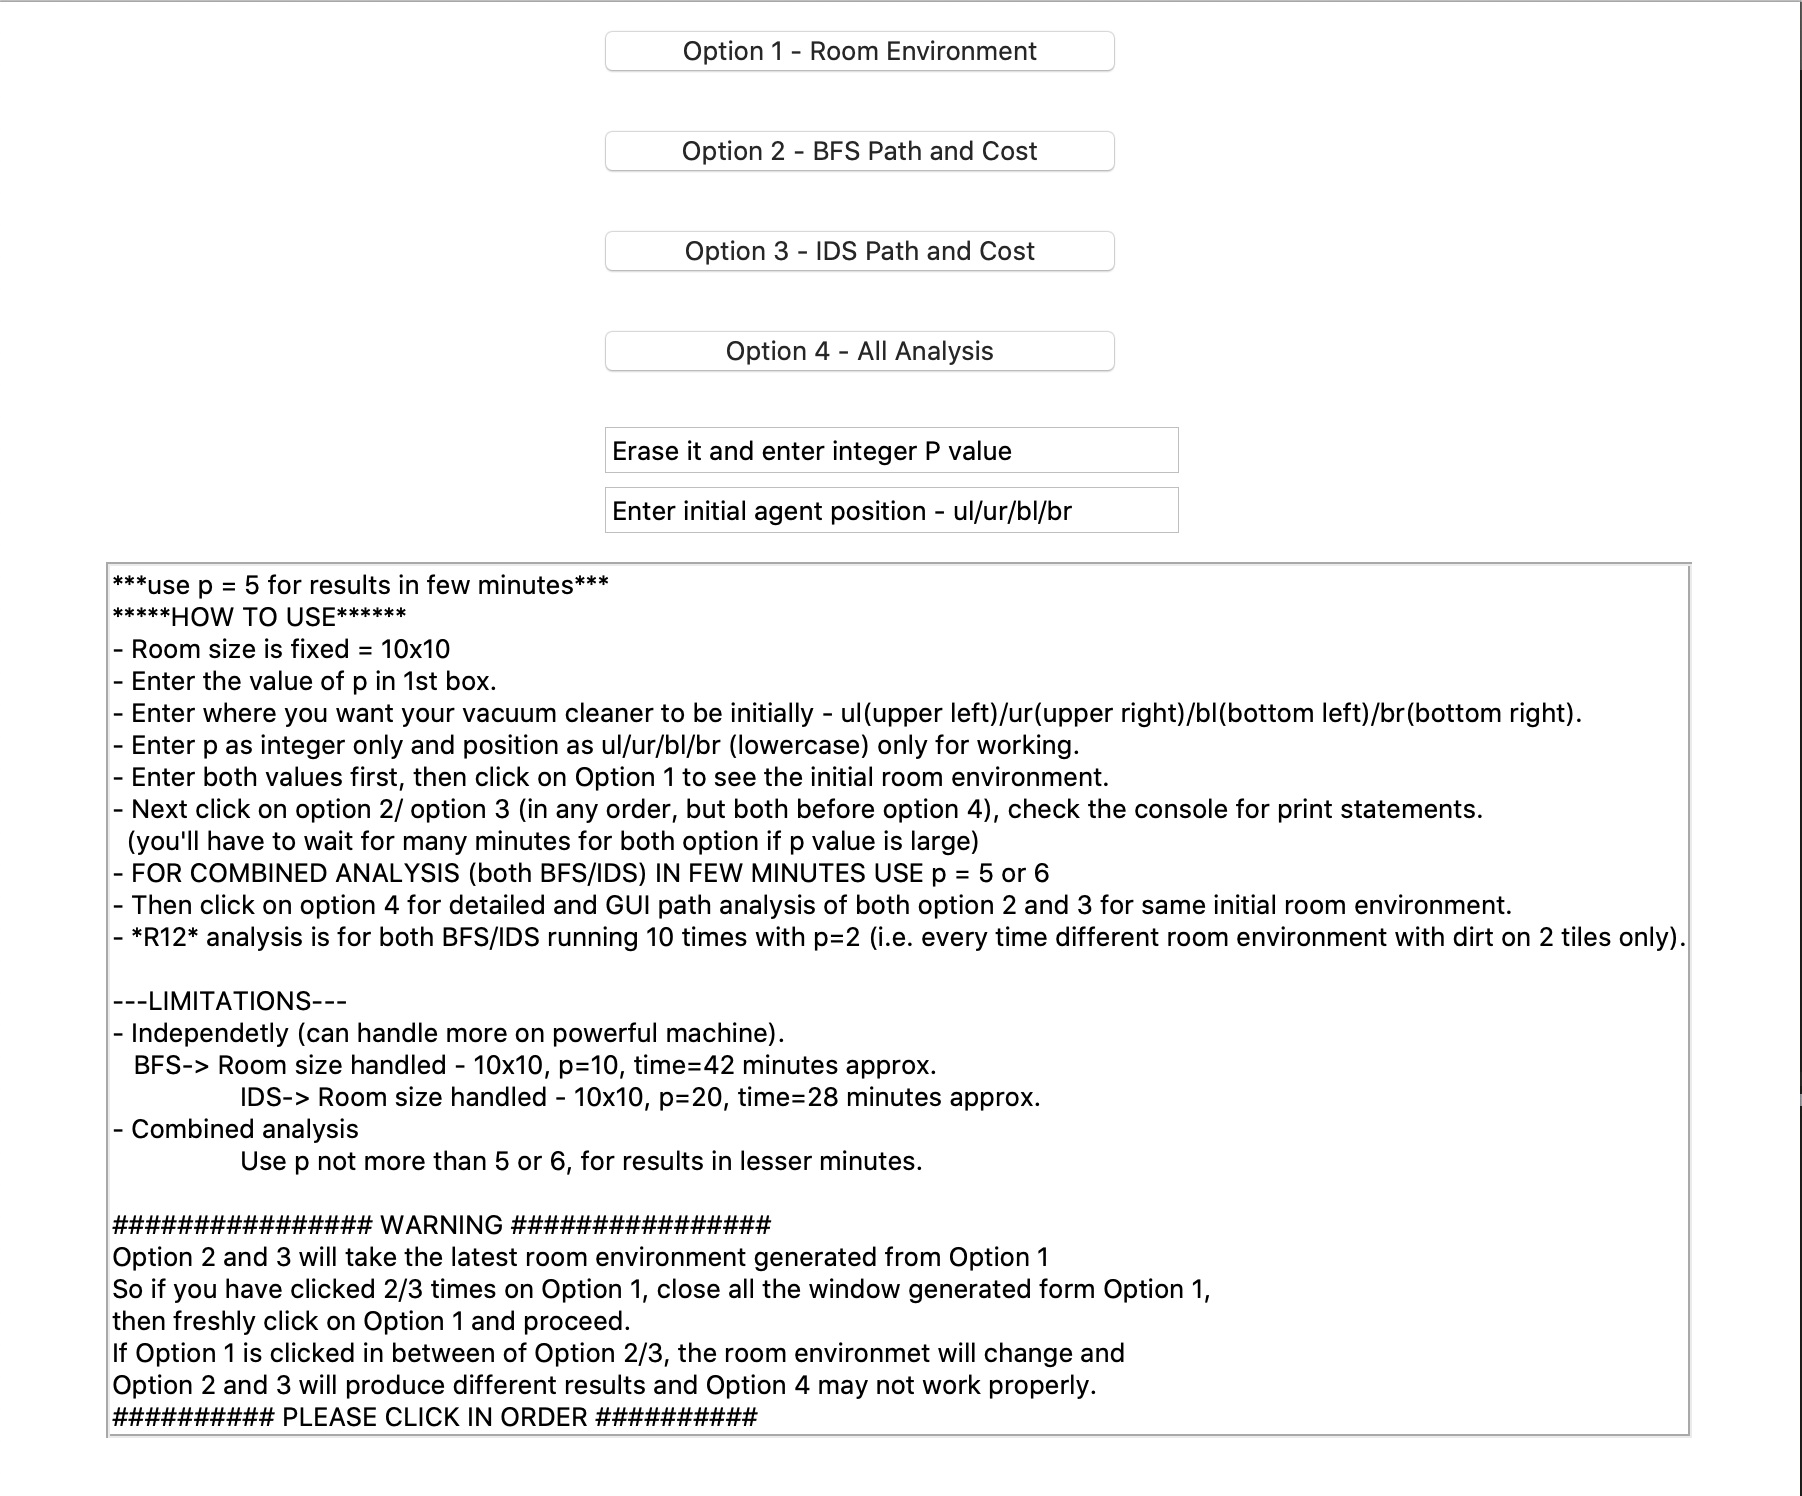 Option 1 - Room Environment
Option 2 - BFS Path and Cost
Option 3 - IDS Path and Cost
Option 4 - All Analysis
Erase it and enter integer P value
Enter initial agent position - ul/ur/bl/br
***use p = 5 for results in few minutes***
*****HOW TO USE******
- Room size is fixed = 10x10
- Enter the value of p in 1st box.
- Enter where you want your vacuum cleaner to be initially - ul(upper left)/ur(upper right)/bl(bottom left)/br(bottom right).
- Enter p as integer only and position as ul/ur/bl/br (lowercase) only for working.
- Enter both values first, then click on Option 1 to see the initial room environment.
- Next click on option 2/ option 3 (in any order, but both before option 4), check the console for print statements.
(you'll have to wait for many minutes for both option if p value is large)
- FOR COMBINED ANALYSIS (both BFS/IDS) IN FEW MINUTES USE p = 5 or 6
- Then click on option 4 for detailed and GUI path analysis of both option 2 and 3 for same initial room environment.
- *R12* analysis is for both BFS/IDS running 10 times with p=2 (i.e. every time different room environment with dirt on 2 tiles only).
---LIMITATIONS---
- Independetly (can handle more on powerful machine).
BFS-> Room size handled - 10x10, p=10, time=42 minutes approx.
IDS-> Room size handled - 10x10, p=20, time=28 minutes approx.
- Combined analysis
Use p not more than 5 or 6, for results in lesser minutes.
################ WARNING ################
Option 2 and 3 will take the latest room environment generated from Option 1
So if you have clicked 2/3 times on Option 1, close all the window generated form Option 1,
then freshly click on Option 1 and proceed.
If Option 1 is clicked in between of Option 2/3, the room environmet will change and
Option 2 and 3 will produce different results and Option 4 may not work properly.
########## PLEASE CLICK IN ORDER ##########